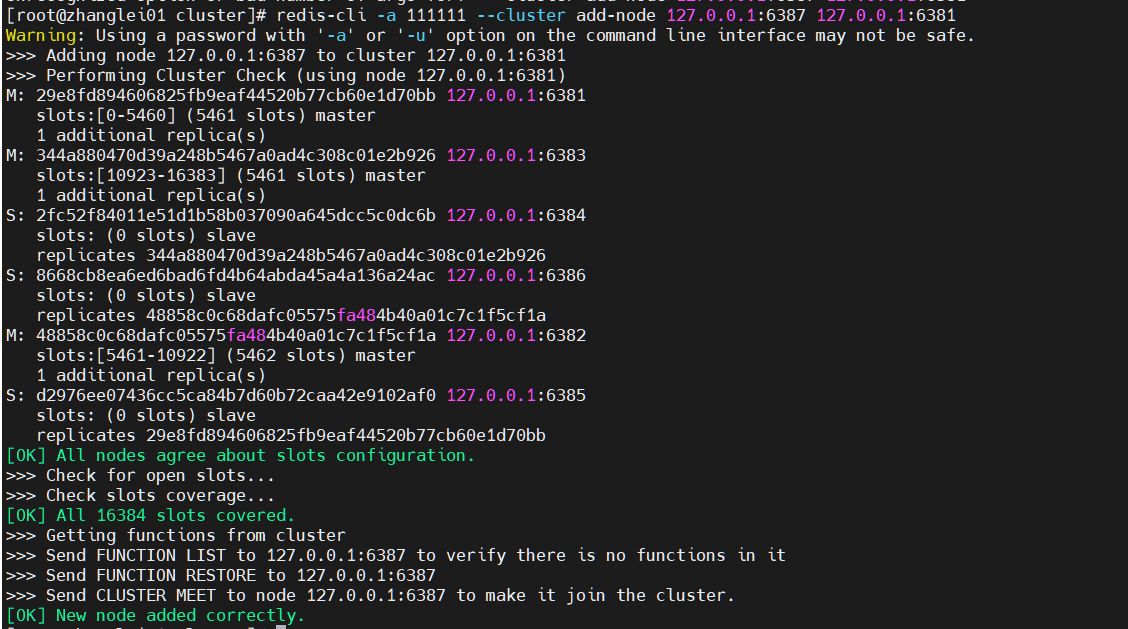 [root@zhanglei01 cluster]# redis-cli -a 111111 --cluster add-node 127.0.0.1:6387 127.0.0.1:6381
Warning: Using a password with '-a' or '-u' option on the command line interface may not be safe.
>>> Adding node 127.0.0.1:6387 to cluster 127.0.0.1:6381
>>> Performing Cluster Check (using node 127.0.0.1:6381)
M: 29e8fd894606825fb9eaf44520b77cb60e1d70bb 127.0.0.1:6381
   slots:[0-5460] (5461 slots) master
   1 additional replica(s)
M: 344a880470d39a248b5467a0ad4c308c01e2b926 127.0.0.1:6383
   slots:[10923-16383] (5461 slots) master
   1 additional replica(s)
S: 2fc52f84011e51d1b58b037090a645dcc5c0dc6b 127.0.0.1:6384
   slots: (0 slots) slave
   replicates 344a880470d39a248b5467a0ad4c308c01e2b926
S: 8668cb8ea6ed6bad6fd4b64abda45a4a136a24ac 127.0.0.1:6386
   slots: (0 slots) slave
   replicates 48858c0c68dafc05575fa484b40a01c7c1f5cf1a
M: 48858c0c68dafc05575fa484b40a01c7c1f5cf1a 127.0.0.1:6382
   slots:[5461-10922] (5462 slots) master
   1 additional replica(s)
S: d2976ee07436cc5ca84b7d60b72caa42e9102af0 127.0.0.1:6385
   slots: (0 slots) slave
   replicates 29e8fd894606825fb9eaf44520b77cb60e1d70bb
[OK] All nodes agree about slots configuration.
>>> Check for open slots...
>>> Check slots coverage...
[OK] All 16384 slots covered.
>>> Getting functions from cluster
>>> Send FUNCTION LIST to 127.0.0.1:6387 to verify there is no functions in it
>>> Send FUNCTION RESTORE to 127.0.0.1:6387
>>> Send CLUSTER MEET to node 127.0.0.1:6387 to make it join the cluster.
[OK] New node added correctly.